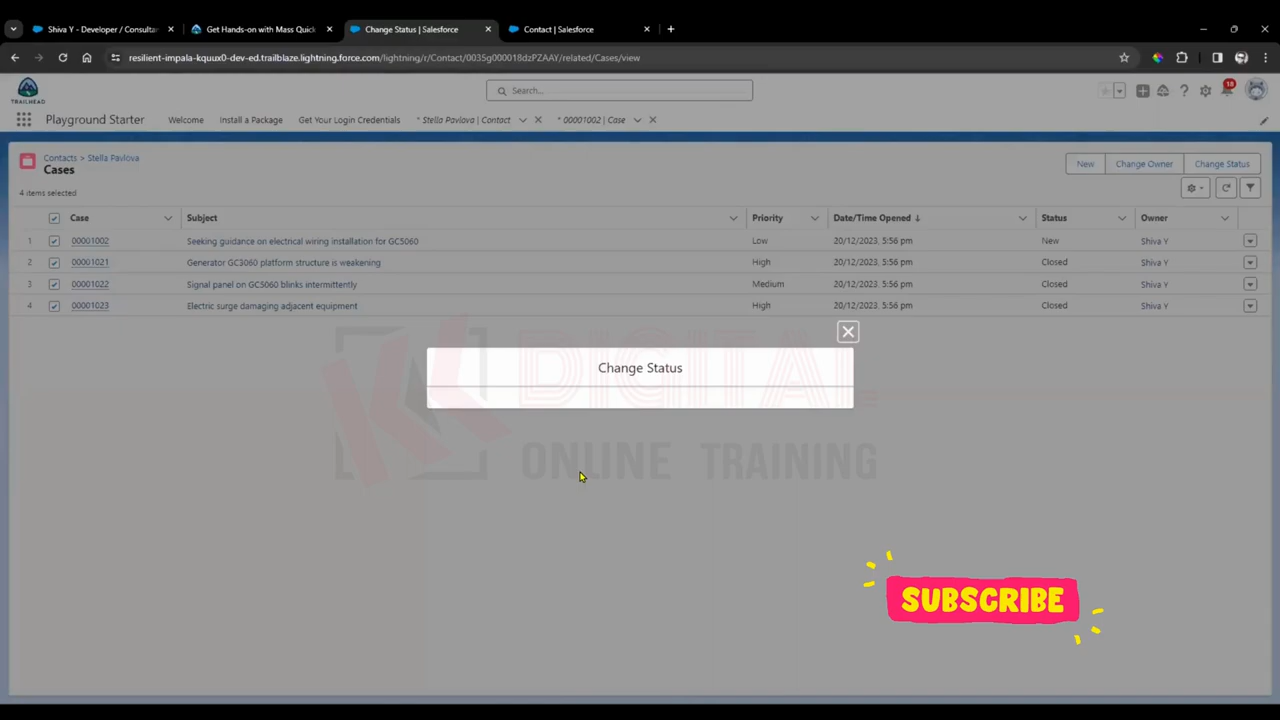 Shiva Y - Developer / Consultan
Get Hands-on with Mass Quick
Change Status | Salesforce
Contact | Salesforce
resilient-impala-kquux0-dev-ed.trailblaze.lightning.force.com/lightning/r/Contact/0035g000018dzPZAAY/related/Cases/view
TRAILHEAD
Search...
18
Playground Starter
Welcome
Install a Package
Get Your Login Credentials
* Stella Pavlova | Contact
* 00001002 | Case
Contacts > Stella Pavlova
Cases
New
Change Owner
Change Status
4 items selected
Case Subject Priority Date/Time Opened Status Owner
1 00001002 Seeking guidance on electrical wiring installation for GC5060 Low 20/12/2023, 5:56 pm New Shiva Y
2 00001021 Generator GC3060 platform structure is weakening High 20/12/2023, 5:56 pm Closed Shiva Y
3 00001022 Signal panel on GC5060 blinks intermittently Medium 20/12/2023, 5:56 pm Closed Shiva Y
4 00001023 Electric surge damaging adjacent equipment High 20/12/2023, 5:56 pm Closed Shiva Y
Change Status
DIGITAL
ONLINE TRAINING
SUBSCRIBE